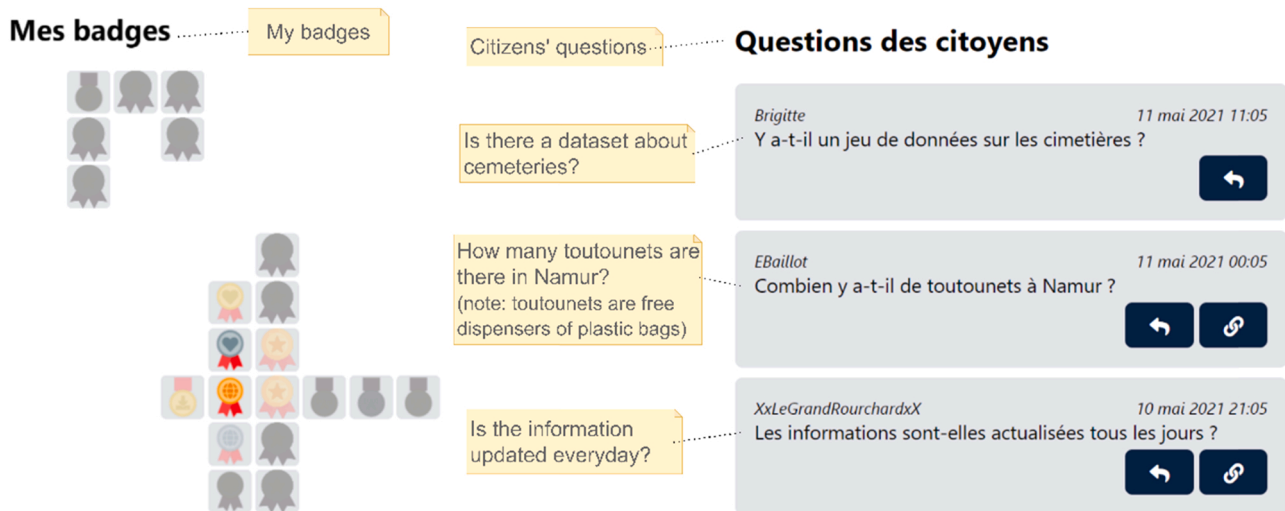 Mes badges
My badges
Citizens' questions
Questions des citoyens
Brigitte
11 mai 2021 11:05
Is there a dataset about
cemeteries?
Y a-t-il un jeu de données sur les cimetières ?
How many toutounets are
there in Namur?
(note: toutounets are free
dispensers of plastic bags)
EBaillot
11 mai 2021 00:05
Combien y a-t-il de toutounets à Namur ?
Is the information
updated everyday?
XxLeGrandRourchardxX
10 mai 2021 21:05
Les informations sont-elles actualisées tous les jours ?